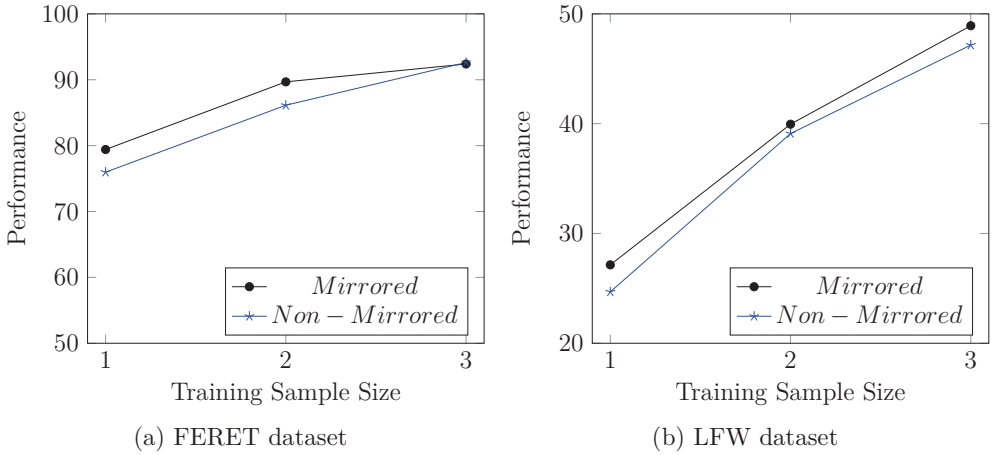 100
90
80
70
60
50
Performance
1 2 3
Training Sample Size
Mirrored
Non − Mirrored
(a) FERET dataset
50
40
30
20
Performance
1 2 3
Training Sample Size
Mirrored
Non − Mirrored
(b) LFW dataset